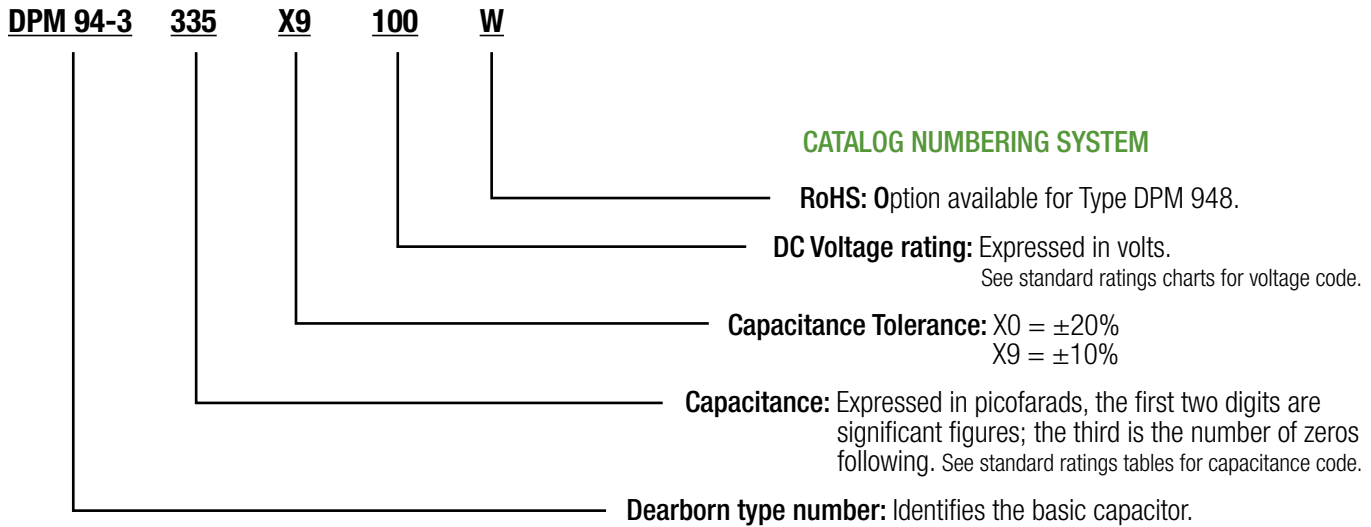 DPM 94-3 335 X9 100 W
CATALOG NUMBERING SYSTEM
RoHS: Option available for Type DPM 948.
DC Voltage rating: Expressed in volts.
See standard ratings charts for voltage code.
Capacitance Tolerance: X0 = ±20%
X9 = ±10%
Capacitance: Expressed in picofarads, the first two digits are
significant figures; the third is the number of zeros
following. See standard ratings tables for capacitance code.
Dearborn type number: Identifies the basic capacitor.